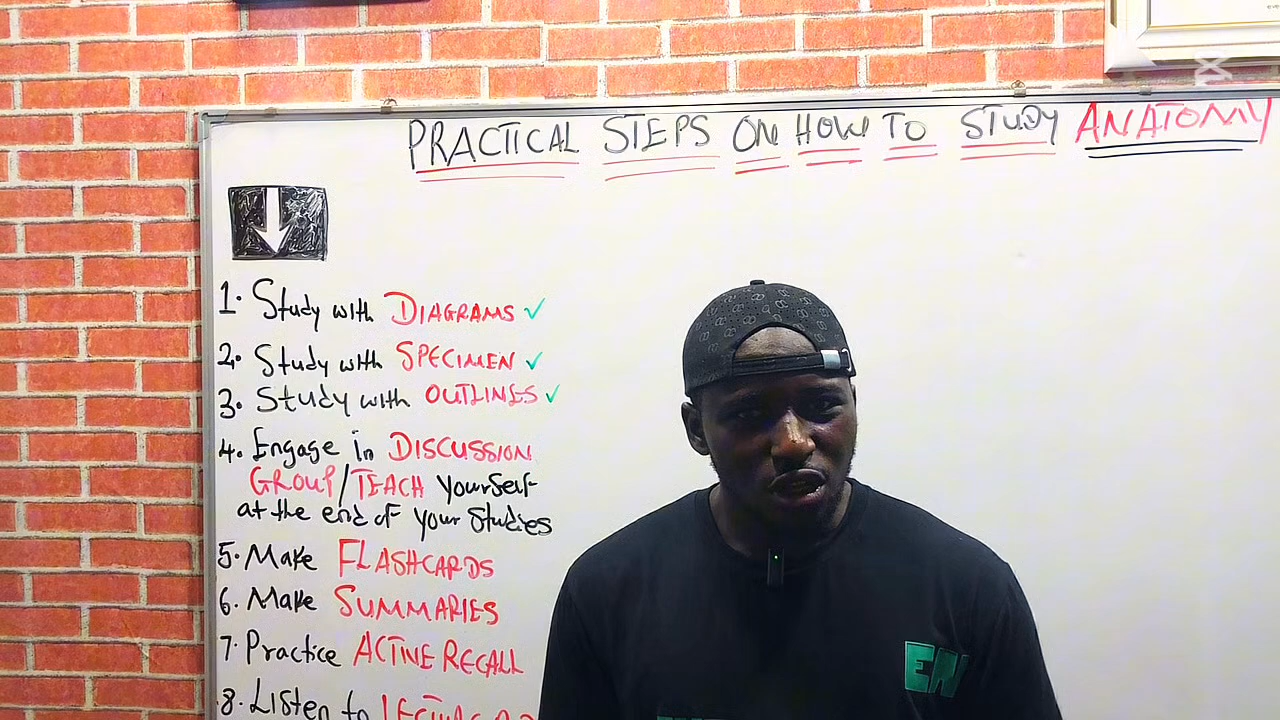 PRACTICAL STEPS ON HOW TO STUDY ANATOMY
1. Study with DIAGRAMS ✓
2. Study with SPECIMEN ✓
3. Study with OUTLINES ✓
4. Engage in DISCUSSION
GROUP/TEACH yourself
at the end of your studies
5. Make FLASHCARDS
6. Make SUMMARIES
7. Practice ACTIVE RECALL
8. Listen to
EN